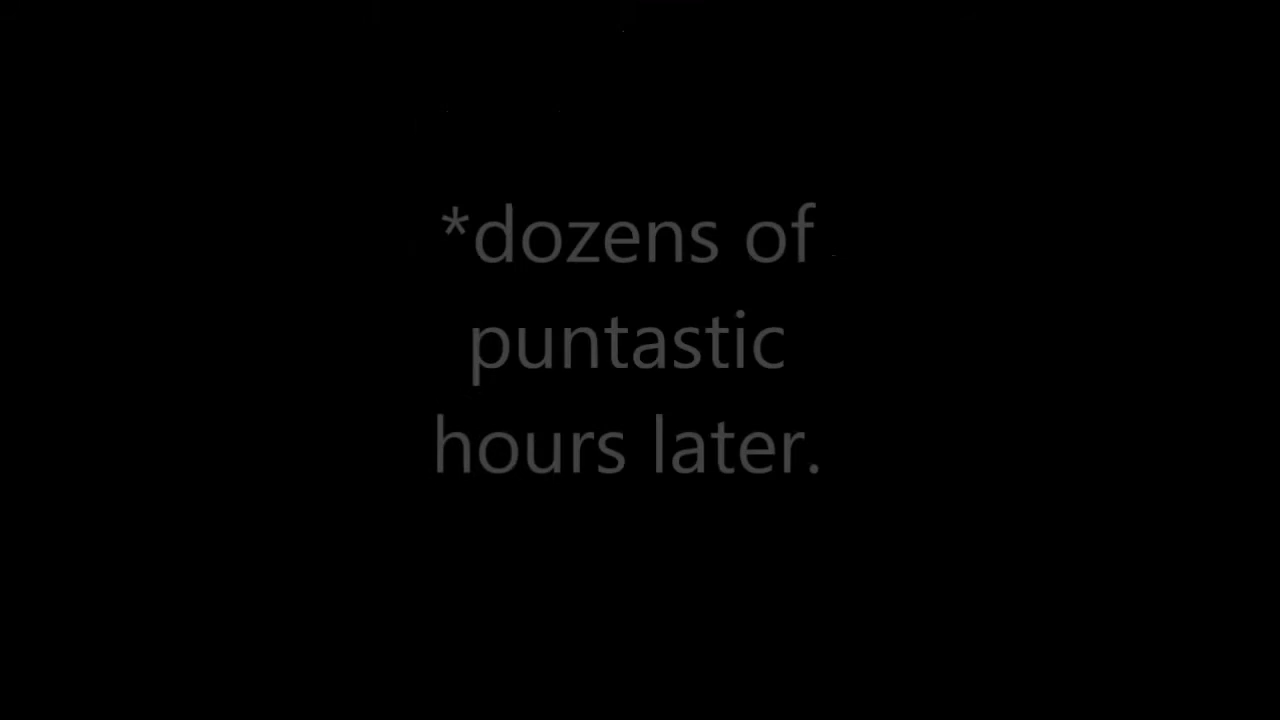 *dozens of
puntastic
hours later.